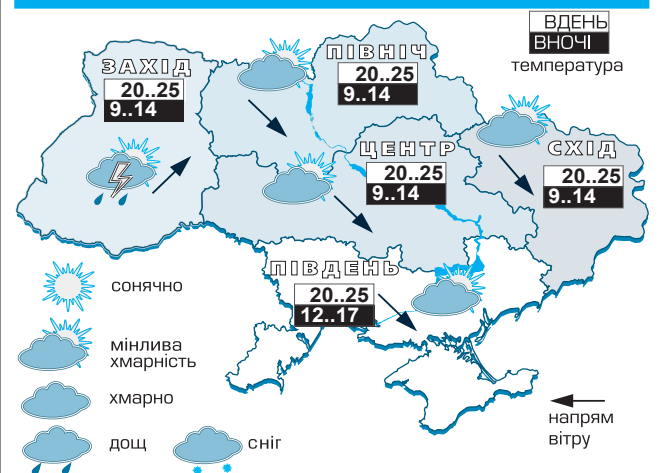 ВДЕНЬ
ВНОЧІ
температура
ЗАХІД
20..25
9..14
ПІВНІЧ
20..25
9..14
ЦЕНТР
20..25
9..14
СХІД
20..25
9..14
ПІВДЕНЬ
20..25
12..17
сонячно
мінлива
хмарність
хмарно
дощ
сніг
напрям
вітру